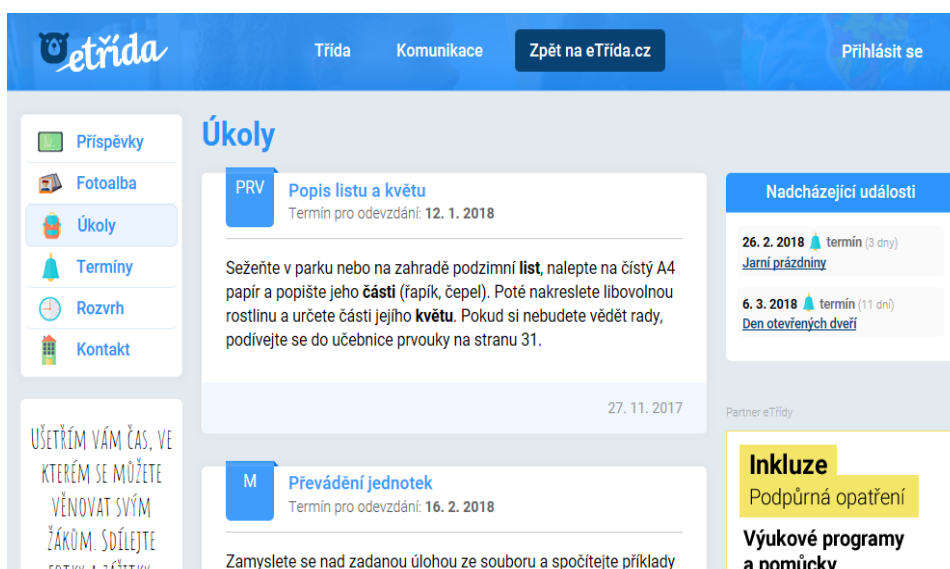 etřída
Třída
Komunikace
Zpět na eTřída.cz
Přihlásit se
Příspěvky
Fotoalba
Úkoly
Termíny
Rozvrh
Kontakt
UŠETŘÍM VÁM ČAS, VE
KTERÉM SE MŮŽETE
VĚNOVAT SVÝM
ŽÁKŮM. SDÍLEJTE
FOTKY A ZÁŽITKY
Úkoly
PRV
Popis listu a květu
Termín pro odevzdání: 12. 1. 2018
Sežeňte v parku nebo na zahradě podzimní list, nalepte na čístý A4
papír a popište jeho části (řapík, čepel). Poté nakreslete libovolnou
rostlinu a určete části jejího květu. Pokud si nebudete vědět rady,
podívejte se do učebnice prvouky na stranu 31.
27. 11. 2017
M
Převádění jednotek
Termín pro odevzdání: 16. 2. 2018
Zamyslete se nad zadanou úlohou ze souboru a spočítejte příklady
Nadcházející události
26. 2. 2018 termín (3 dny)
Jarní prázdniny
6. 3. 2018 termín (11 dní)
Den otevřených dveří
Partner eTřídy
Inkluze
Podpůrná opatření
Výukové programy
a pomůcky